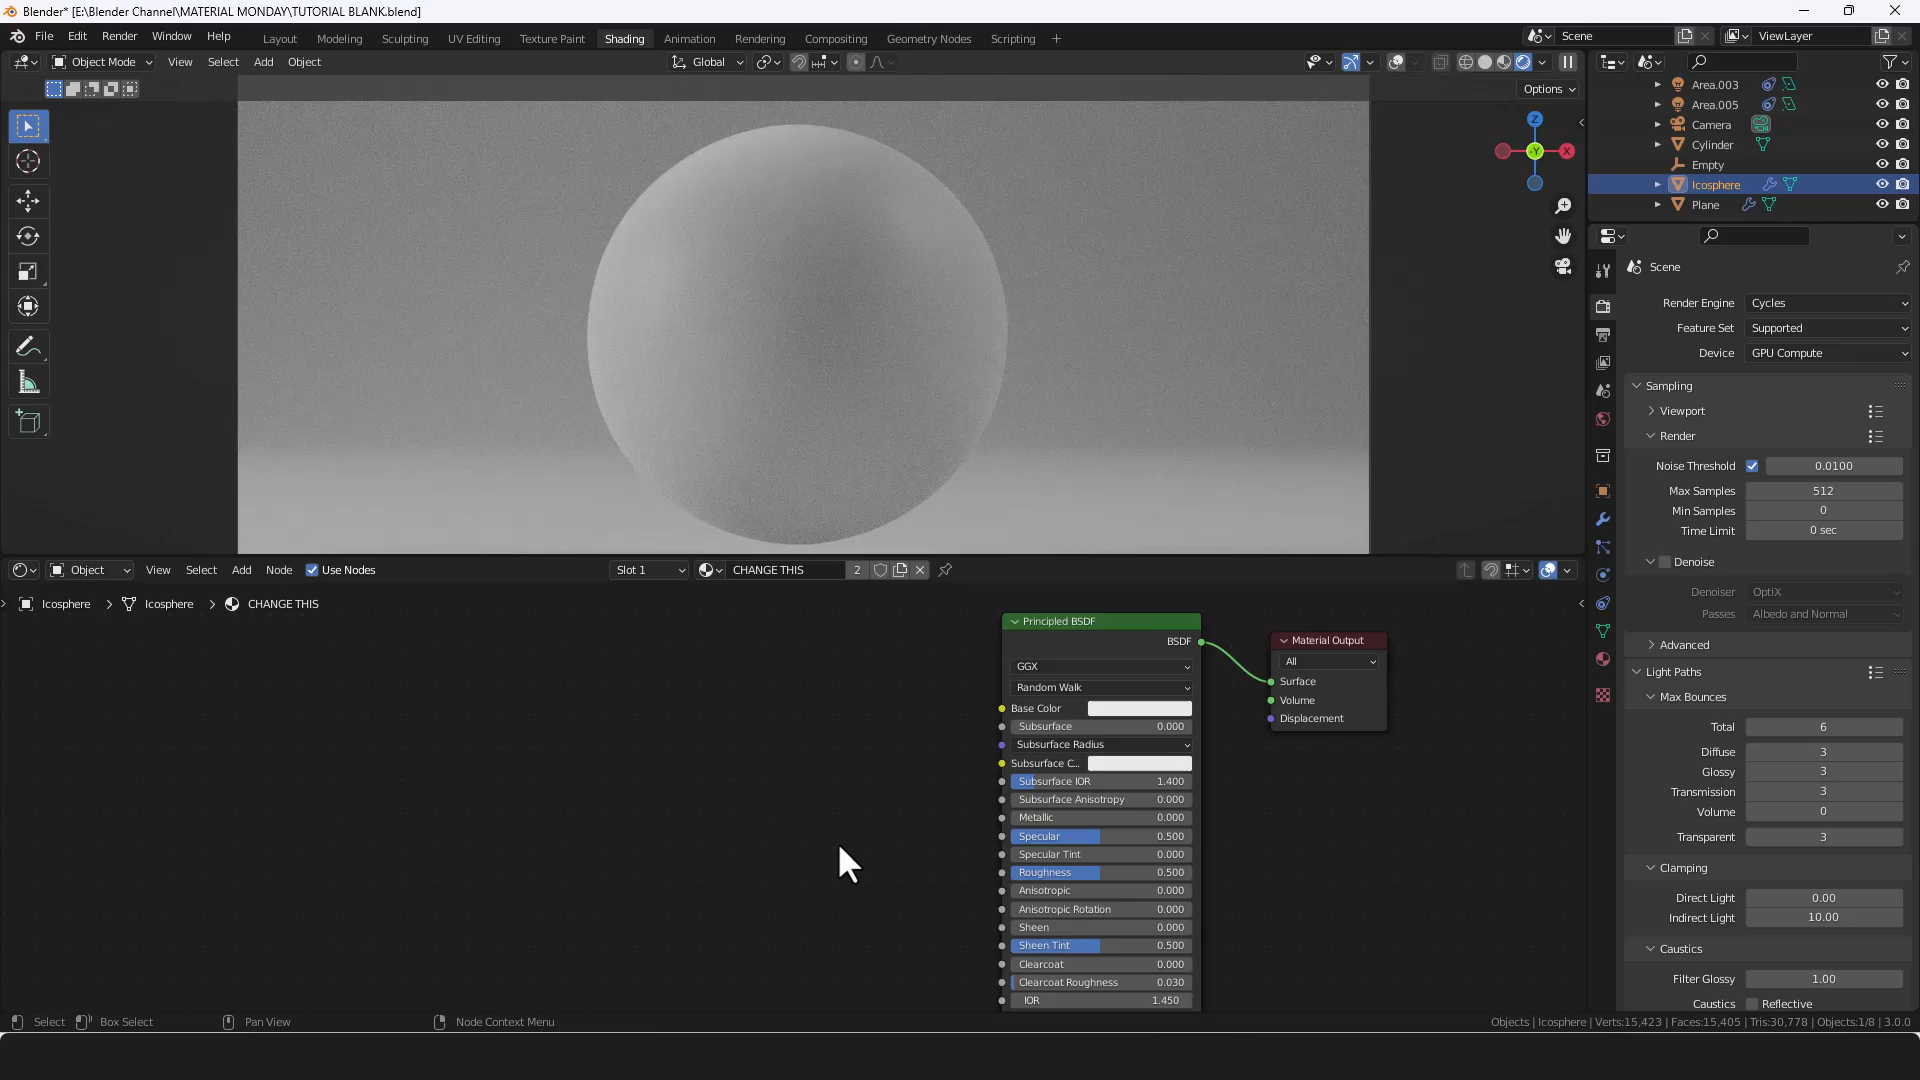 Blender* [E:\Blender Channel\MATERIAL MONDAY\TUTORIAL BLANK.blend]
File Edit Render Window Help Layout Modeling Sculpting UV Editing Texture Paint Shading Animation Rendering Compositing Geometry Nodes Scripting + Scene ViewLayer
Object Mode View Select Add Object Global
Options
Z
-Y
X
Area.003
Area.005
Camera
Cylinder
Empty
Icosphere
Plane
Scene
Render Engine Cycles
Feature Set Supported
Device GPU Compute
Sampling
Viewport
Render
Noise Threshold 0.0100
Max Samples 512
Min Samples 0
Time Limit 0 sec
Denoise
Denoiser OptiX
Passes Albedo and Normal
Advanced
Light Paths
Max Bounces
Total 6
Diffuse 3
Glossy 3
Transmission 3
Volume 0
Transparent 3
Clamping
Direct Light 0.00
Indirect Light 10.00
Caustics
Filter Glossy 1.00
Caustics Reflective
Object View Select Add Node Use Nodes Slot 1 CHANGE THIS 2
Icosphere > Icosphere > CHANGE THIS
Principled BSDF
BSDF
GGX
Random Walk
Base Color
Subsurface 0.000
Subsurface Radius
Subsurface C...
Subsurface IOR 1.400
Subsurface Anisotropy 0.000
Metallic 0.000
Specular 0.500
Specular Tint 0.000
Roughness 0.500
Anisotropic 0.000
Anisotropic Rotation 0.000
Sheen 0.000
Sheen Tint 0.500
Clearcoat 0.000
Clearcoat Roughness 0.030
IOR 1.450
Material Output
All
Surface
Volume
Displacement
Select Box Select Pan View Node Context Menu Objects | Icosphere | Verts:15,423 | Faces:15,405 | Tris:30,778 | Objects:1/8 | 3.0.0